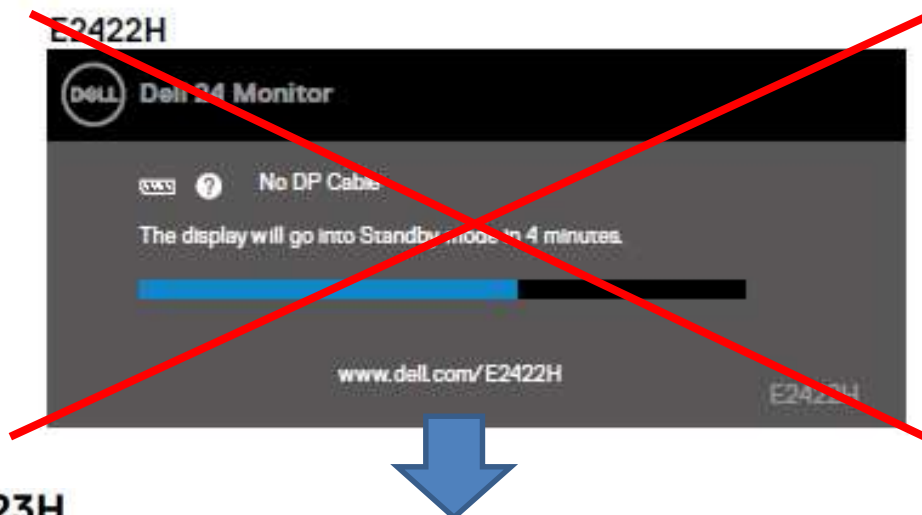 E2422H
DELL Dell 24 Monitor
? No DP Cable
The display will go into Standby mode in 4 minutes.
www.dell.com/E2422H
E2422H
23H